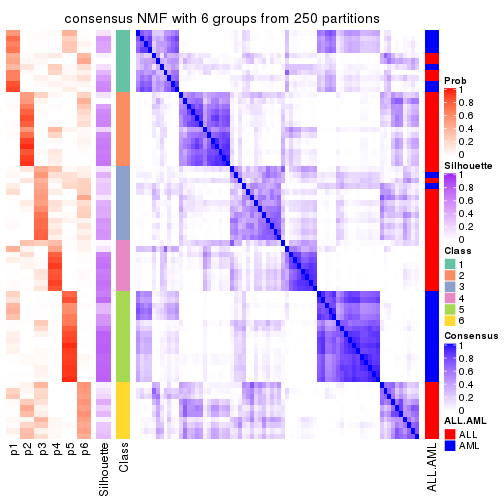 consensus NMF with 6 groups from 250 partitions
Prob
1
0.8
0.6
0.4
0.2
0
Silhouette
1
0.8
0.6
0.4
0.2
0
Class
1
2
3
4
5
6
Consensus
1
0.8
0.6
0.4
0.2
0
ALL.AML
ALL
AML
p1
p2
p3
p4
p5
p6
Silhouette
Class
ALL.AML